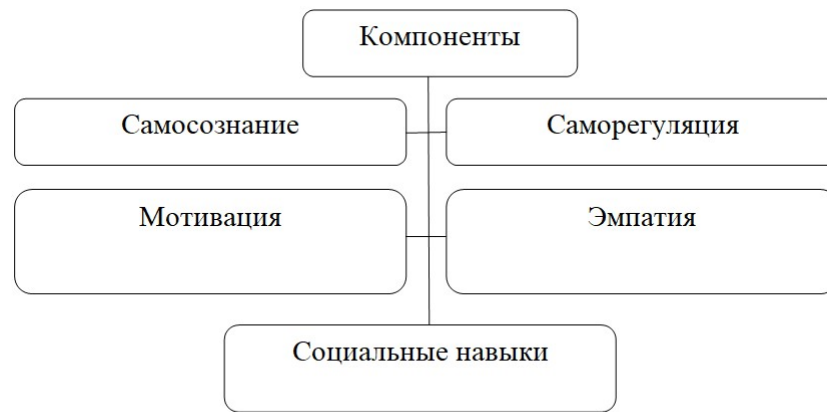 Компоненты
Самосознание
Саморегуляция
Мотивация
Эмпатия
Социальные навыки